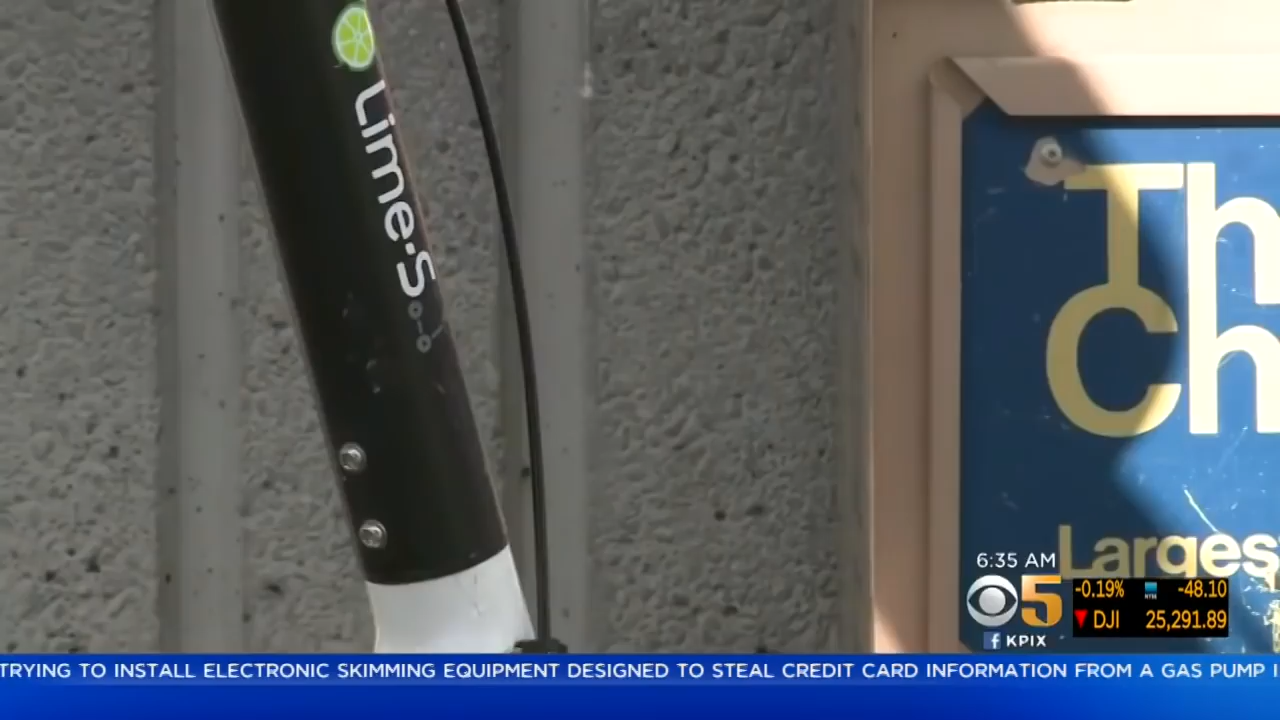 Lime-S
Th
Ch
Larges
6:35 AM
5
-0.19% NYSE -48.10
DJI 25,291.89
f KPIX
TRYING TO INSTALL ELECTRONIC SKIMMING EQUIPMENT DESIGNED TO STEAL CREDIT CARD INFORMATION FROM A GAS PUMP I